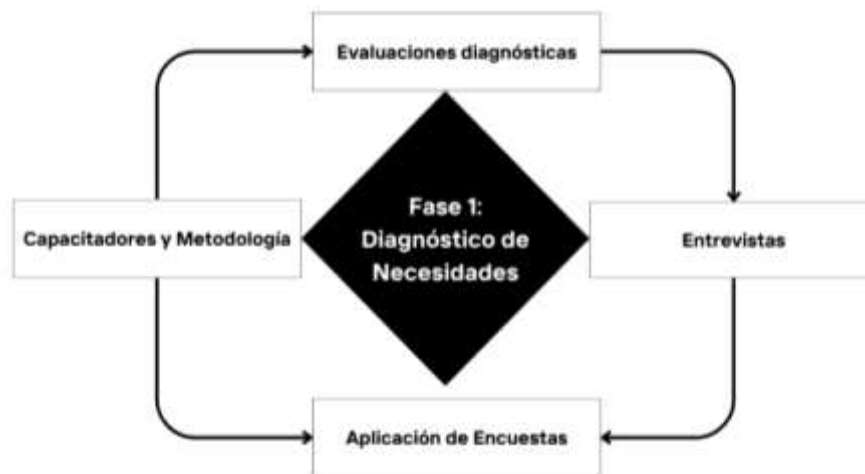 Evaluaciones diagnósticas
Capacitadores y Metodología
Fase 1:
Diagnóstico de
Necesidades
Entrevistas
Aplicación de Encuestas